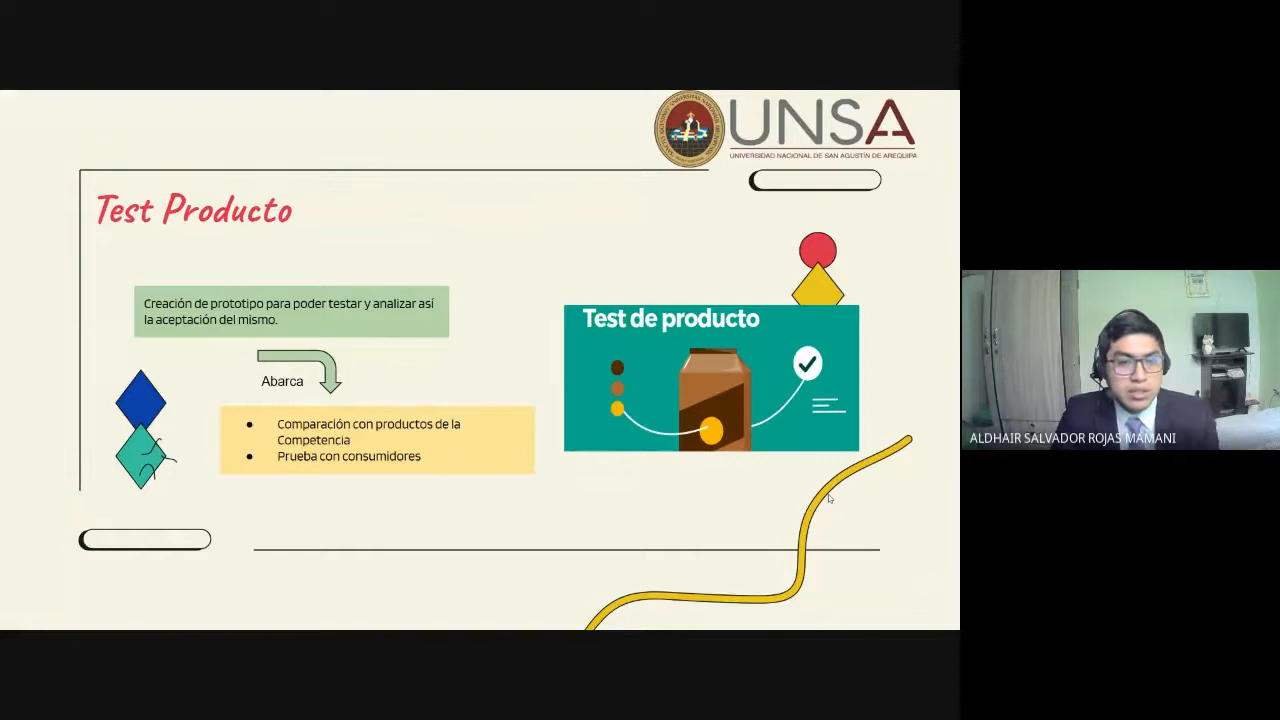 UNSA
UNIVERSIDAD NACIONAL DE SAN AGUSTÍN DE AREQUIPA
Test Producto
Creación de prototipo para poder testar y analizar así
la aceptación del mismo.
Abarca
Comparación con productos de la
Competencia
Prueba con consumidores
Test de producto
ALDHAIR SALVADOR ROJAS MAMANI